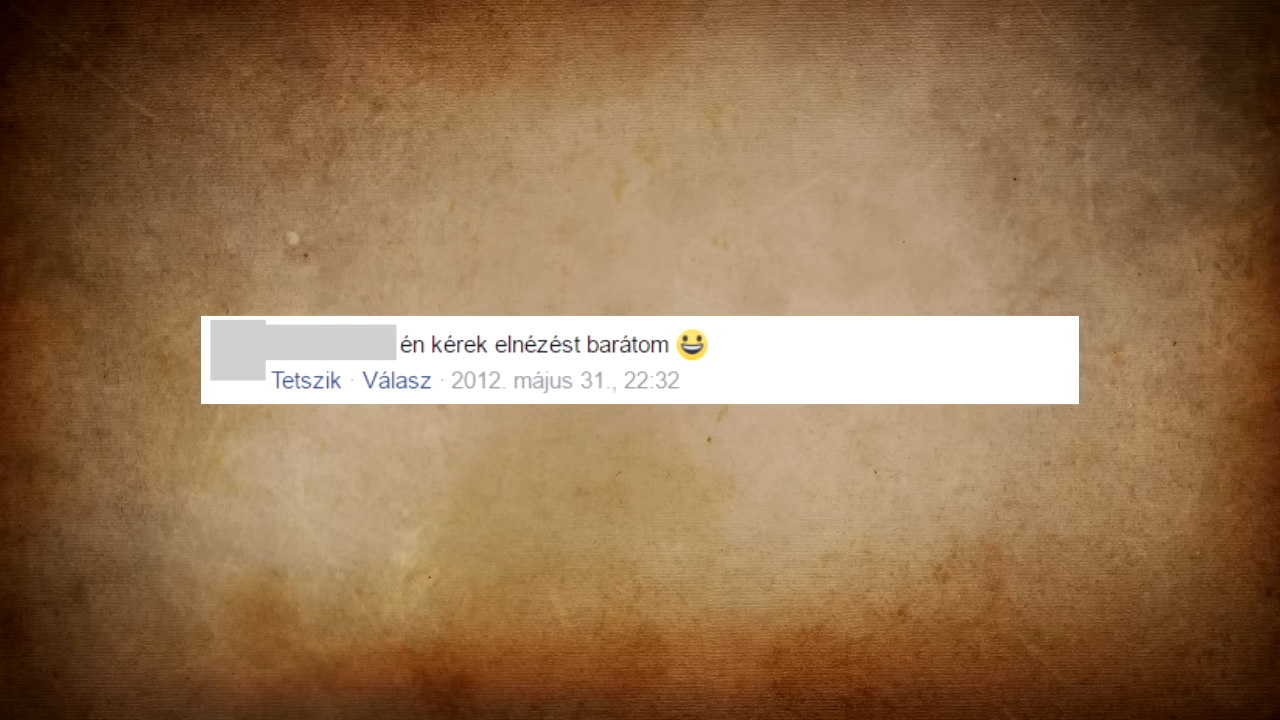 én kérek elnézést barátom 😀
Tetszik · Válasz · 2012. május 31., 22:32